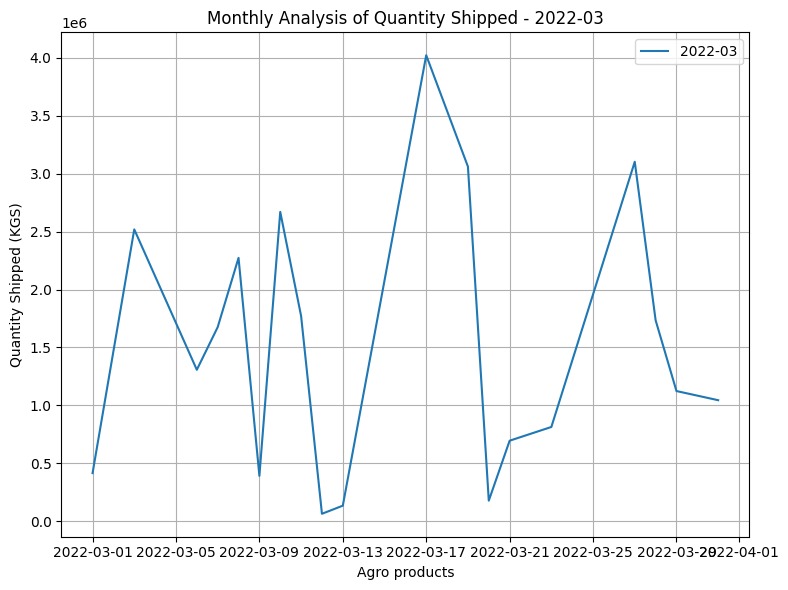 Monthly Analysis of Quantity Shipped - 2022-03
1e6
2022-03
4.0
3.5
3.0
2.5
2.0
1.5
1.0
0.5
0.0
Quantity Shipped (KGS)
2022-03-01 2022-03-05 2022-03-09 2022-03-13 2022-03-17 2022-03-21 2022-03-25 2022-03-29 2022-04-01
Agro products